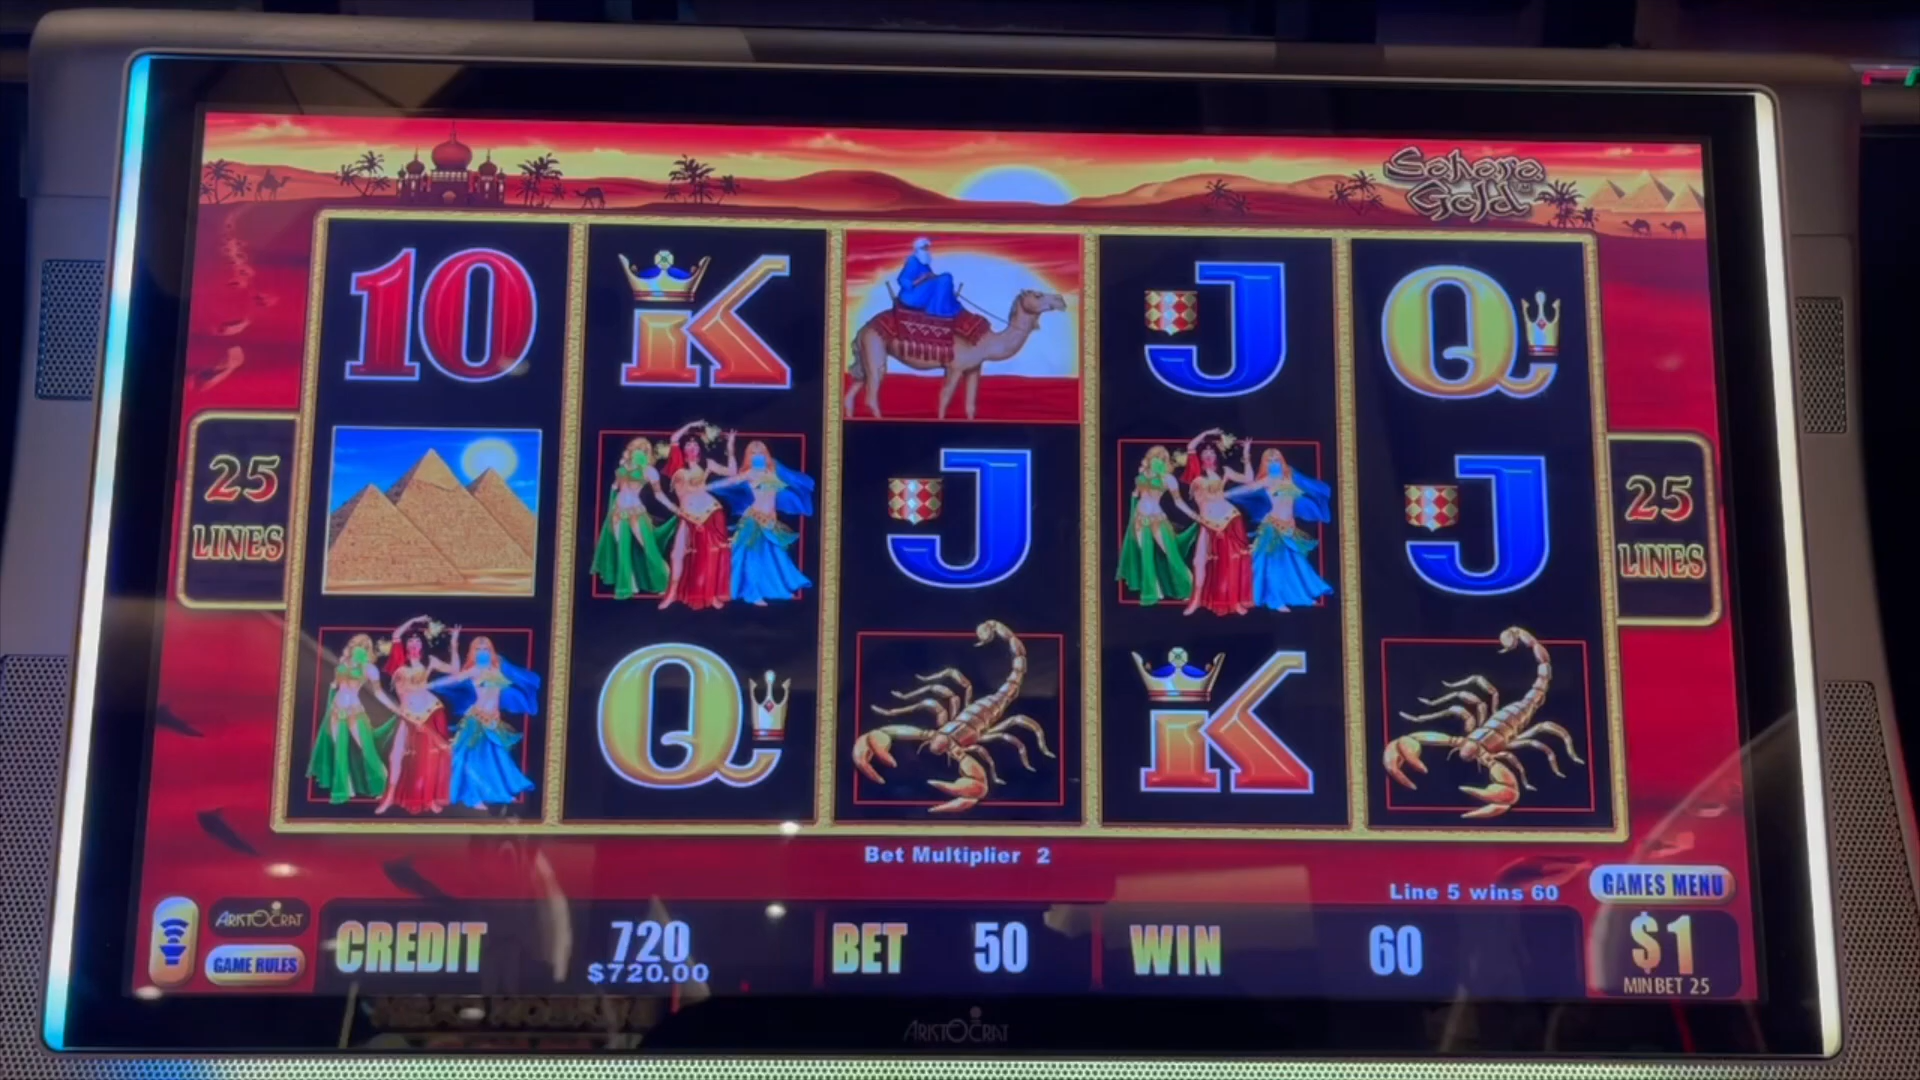 Sahara
Gold
10 K J Q
25
LINES
J J
25
LINES
Q K
Bet Multiplier 2
Line 5 wins 60
GAMES MENU
ARISTOCRAT
GAME RULES
CREDIT 720
$720.00
BET 50
WIN 60
$1
MIN BET 25
ARISTOCRAT